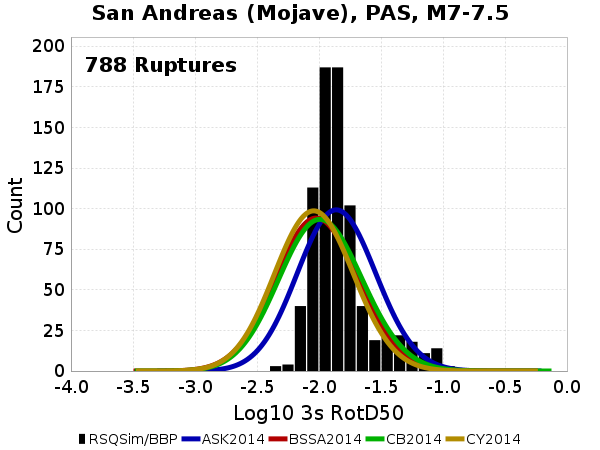 San Andreas (Mojave), PAS, M7-7.5
788 Ruptures
Count
200
175
150
125
100
75
50
25
0
-4.0 -3.5 -3.0 -2.5 -2.0 -1.5 -1.0 -0.5 0.0
Log10 3s RotD50
RSQSim/BBP ASK2014 BSSA2014 CB2014 CY2014